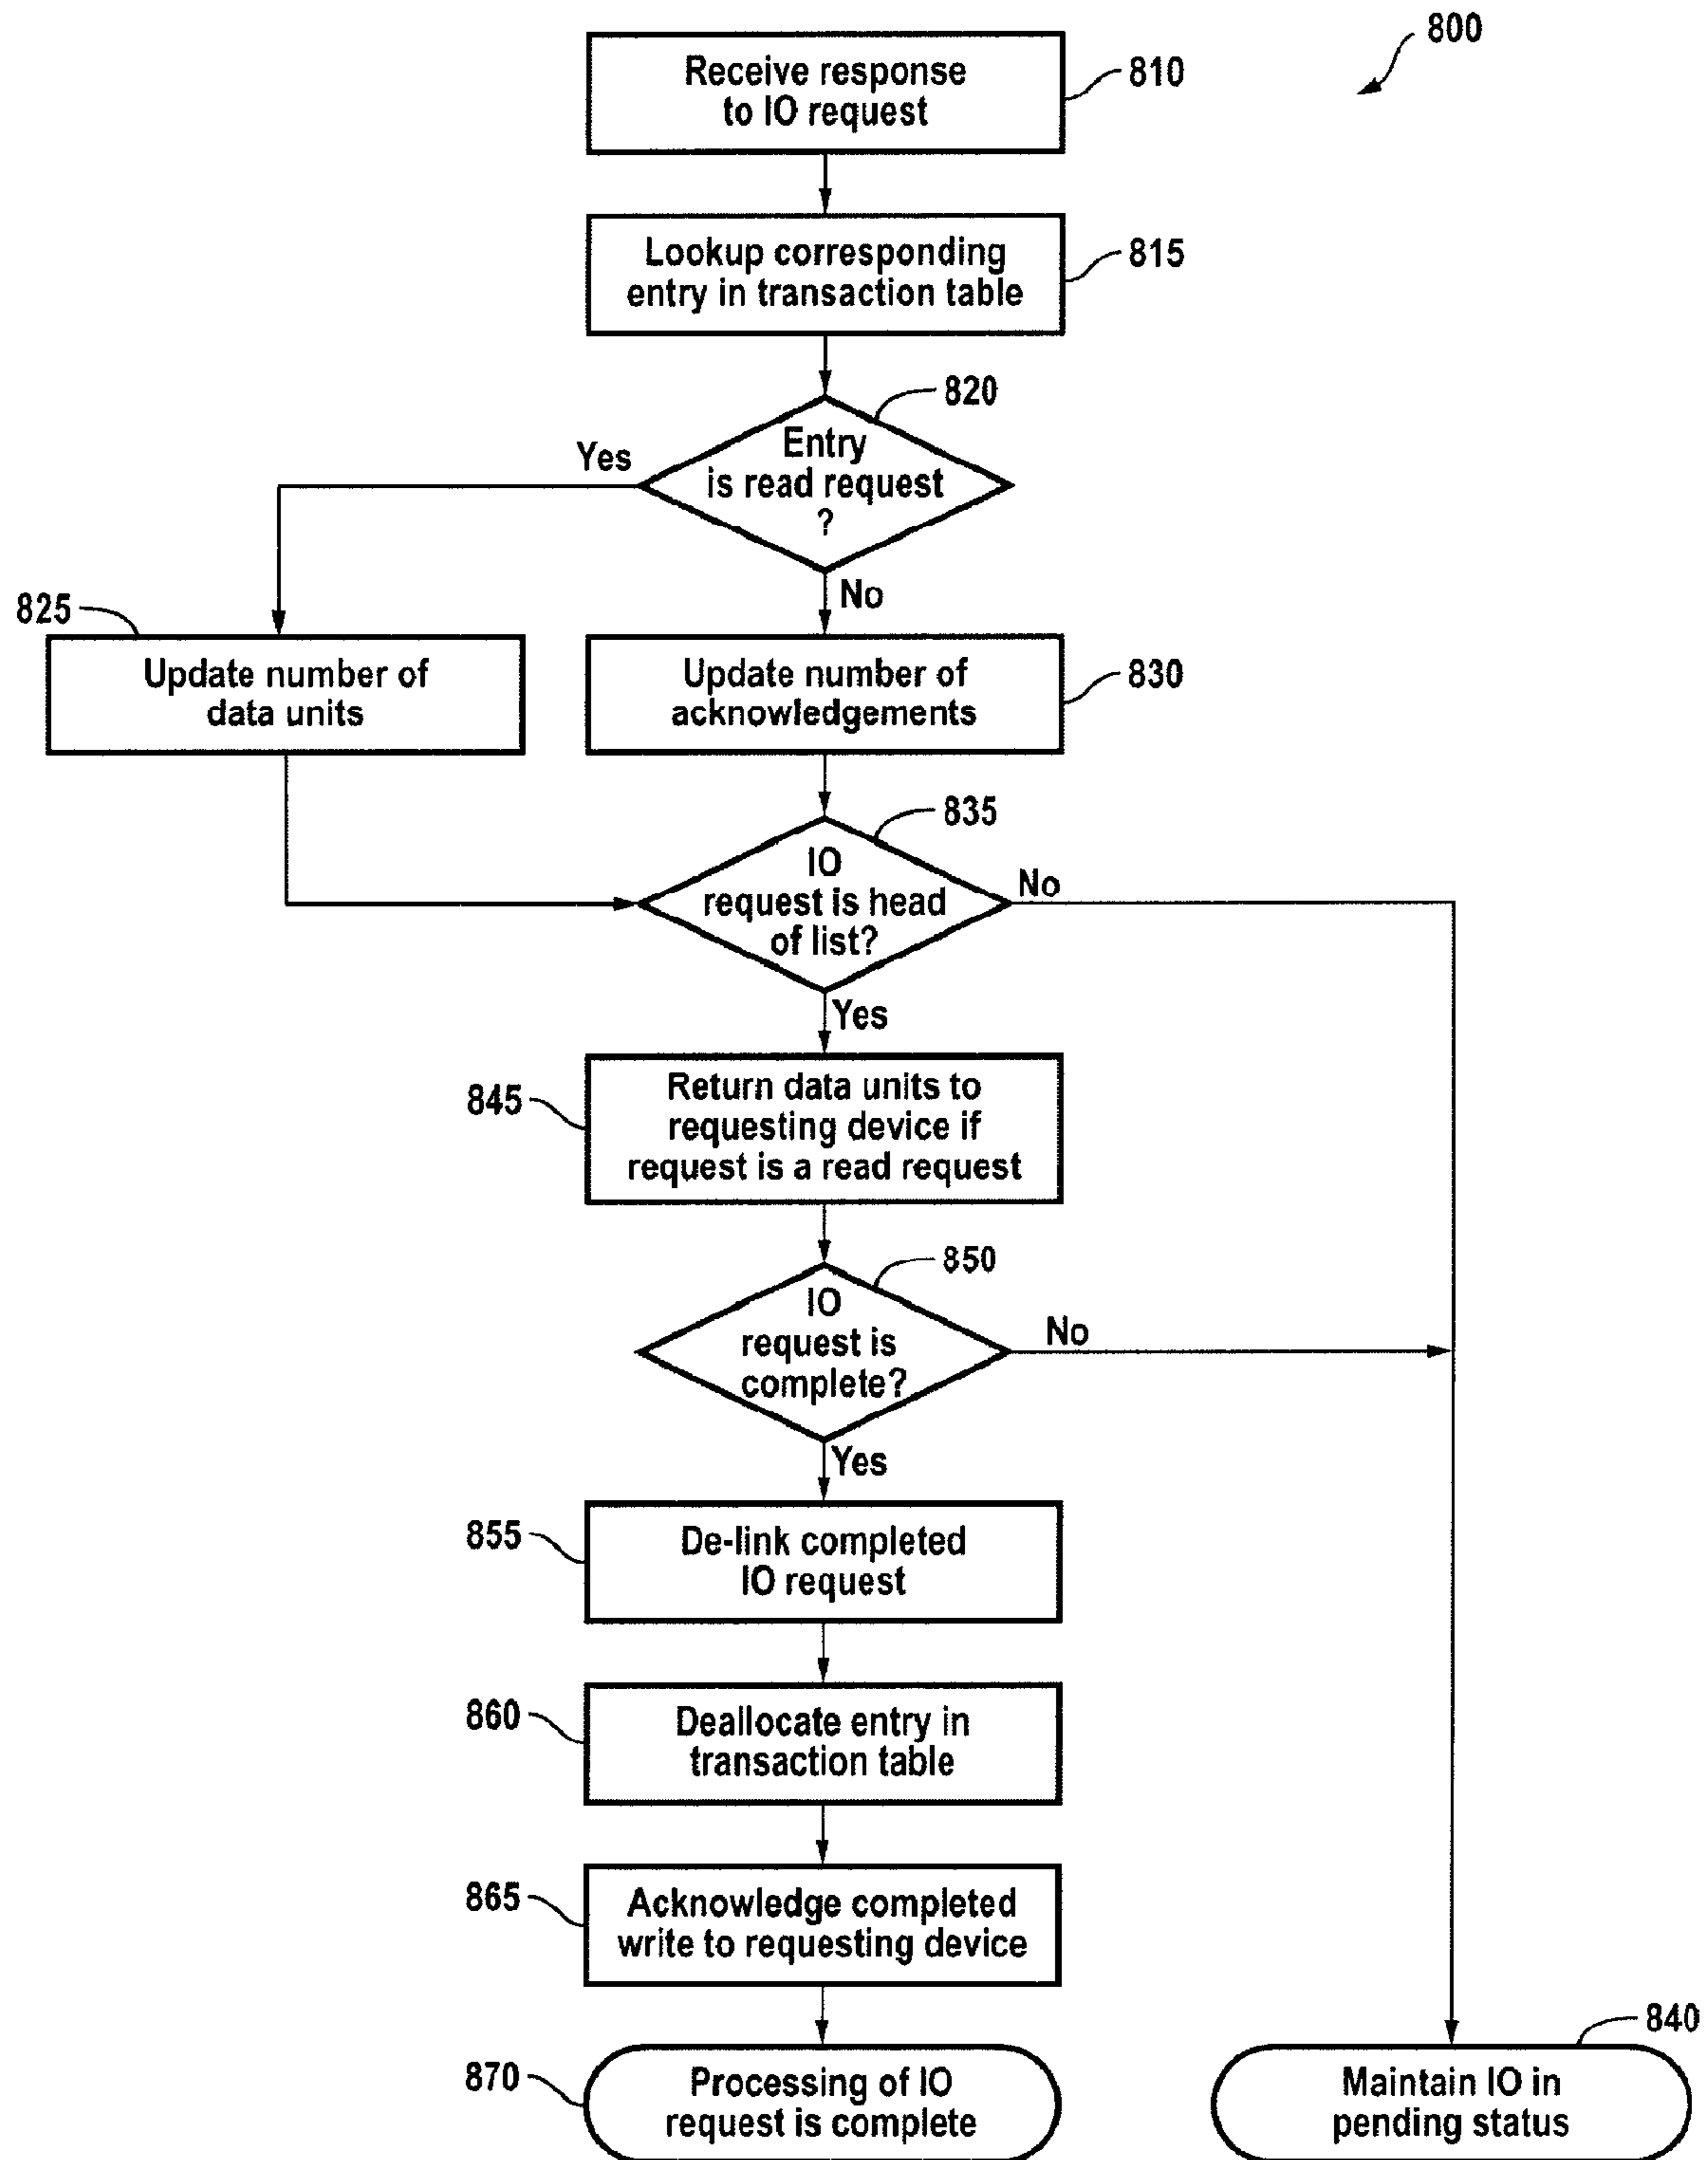 800
Receive response
to IO request
810
Lookup corresponding
entry in transaction table
815
820
Entry
is read request
?
Yes
No
825
Update number of
data units
Update number of
acknowledgements
830
835
IO
request is head
of list?
No
Yes
845
Return data units to
requesting device if
request is a read request
850
IO
request is
complete?
No
Yes
855
De-link completed
IO request
860
Deallocate entry in
transaction table
865
Acknowledge completed
write to requesting device
870
Processing of IO
request is complete
840
Maintain IO in
pending status